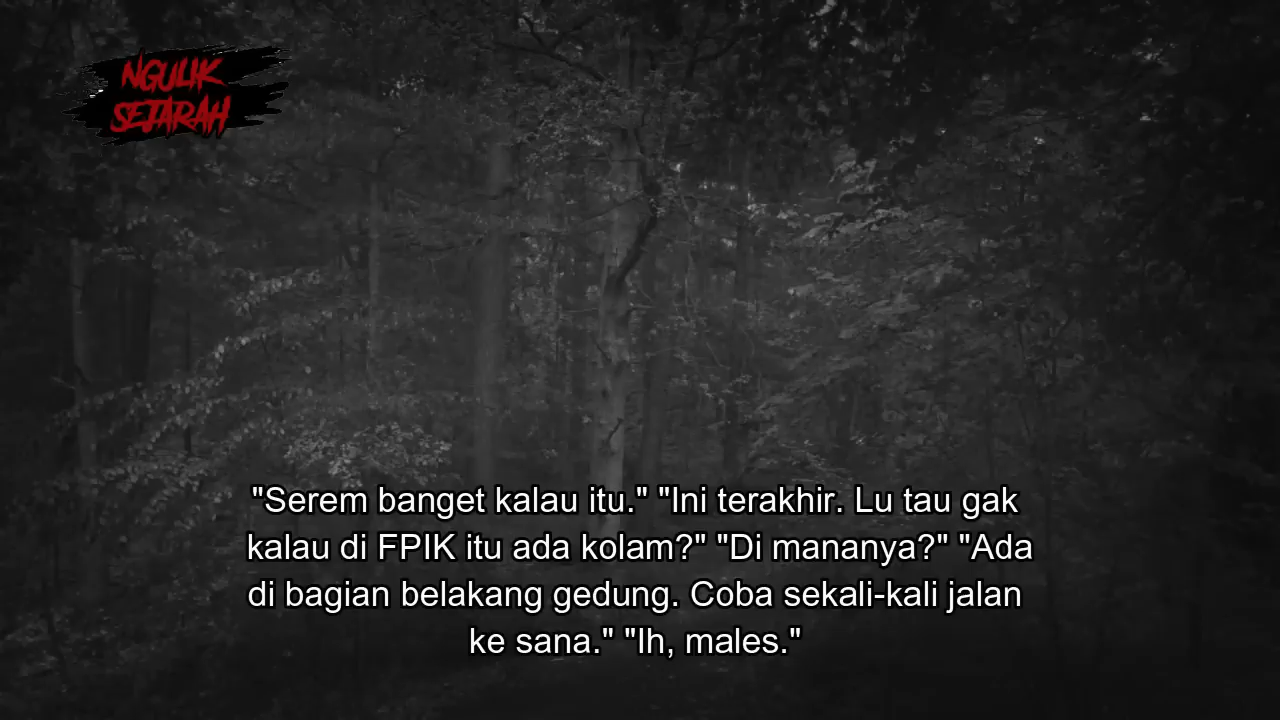 NGULIK
SEJARAH
"Serem banget kalau itu." "Ini terakhir. Lu tau gak
kalau di FPIK itu ada kolam?" "Di mananya?" "Ada
di bagian belakang gedung. Coba sekali-kali jalan
ke sana." "Ih, males."